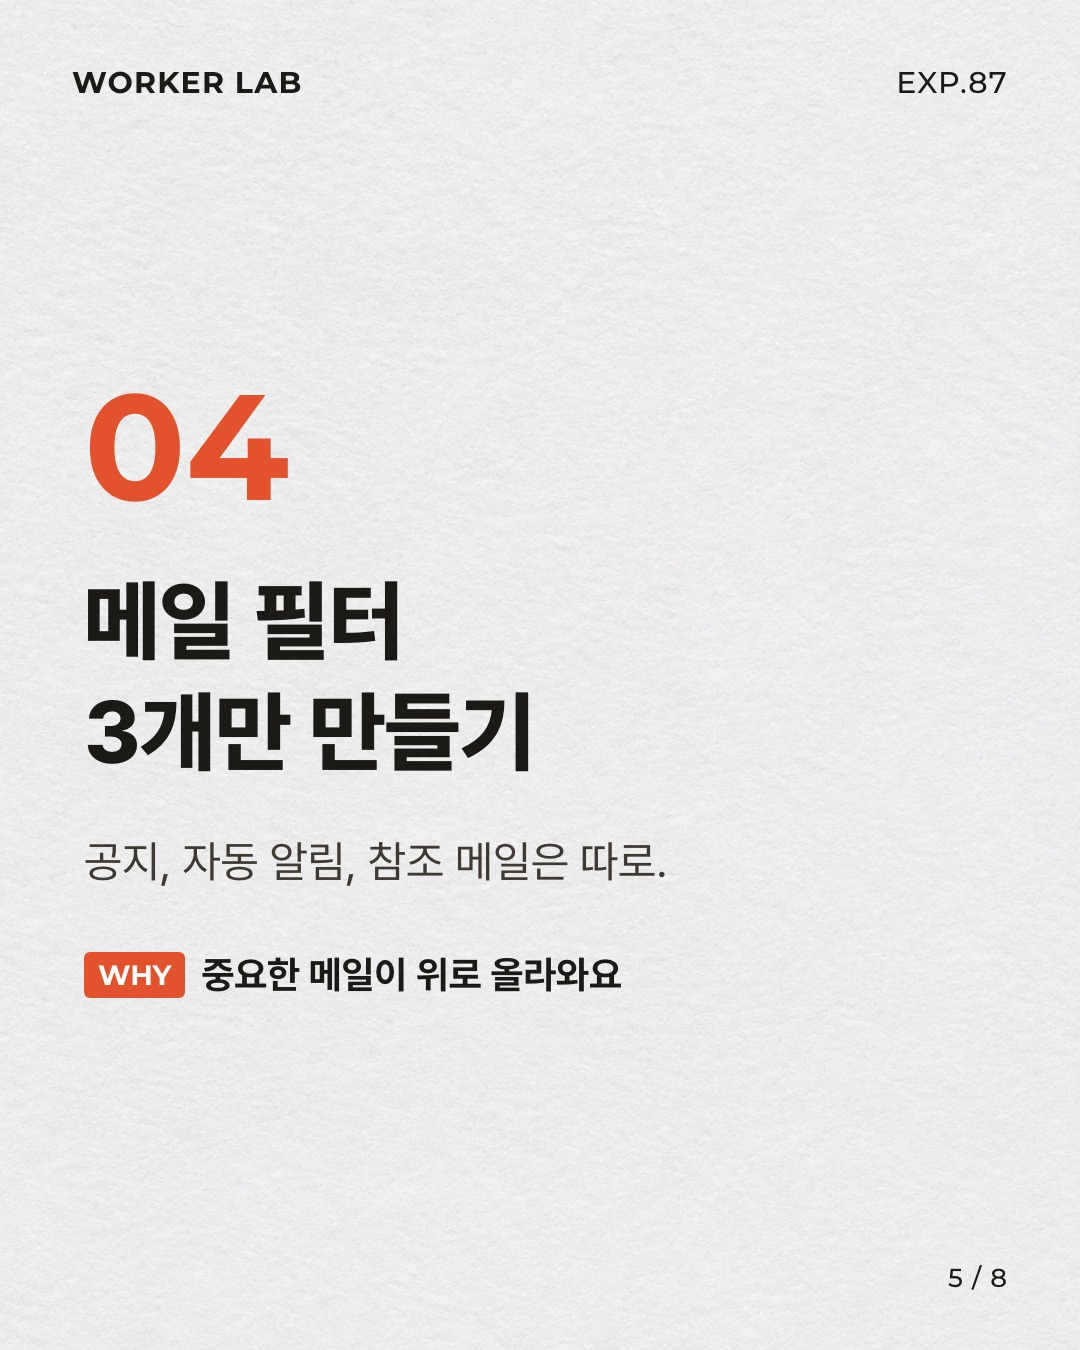 WORKER LAB
EXP.87
04
메일 필터
3개만 만들기
공지, 자동 알림, 참조 메일은 따로.
WHY 중요한 메일이 위로 올라와요
5 / 8